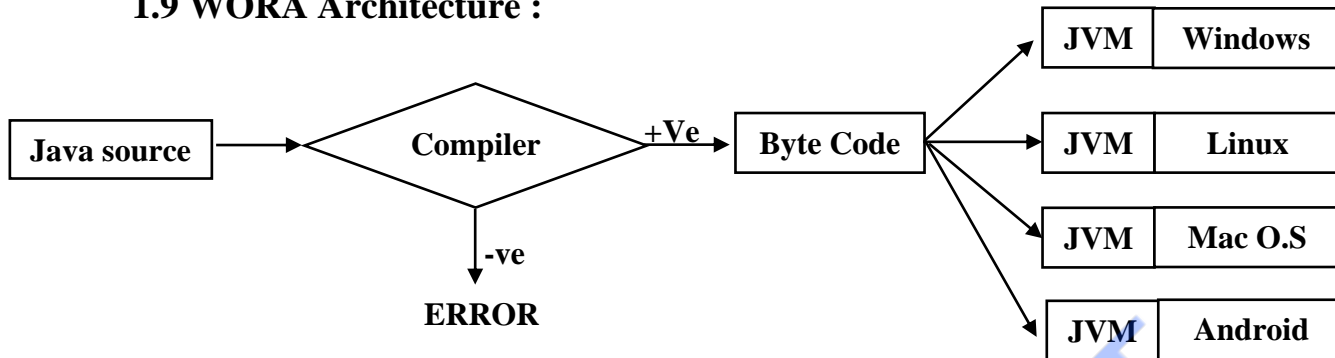 1.9 WORA Architecture :
JVM Windows
Java source
Compiler
+Ve
Byte Code
JVM Linux
-ve
JVM Mac O.S
ERROR
JVM Android